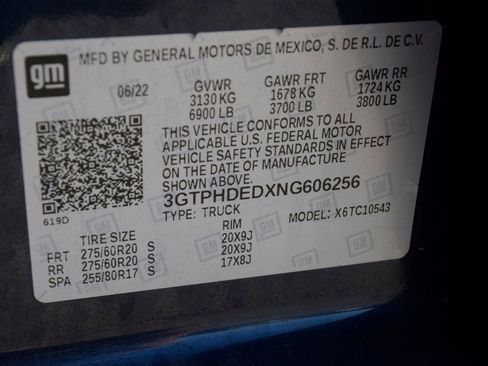 gm
MFD BY GENERAL MOTORS DE MEXICO, S. DE R.L. DE C.V.
06/22 GVWR GAWR FRT GAWR RR
3130 KG 1678 KG 1724 KG
6900 LB 3700 LB 3800 LB
THIS VEHICLE CONFORMS TO ALL
APPLICABLE U.S. FEDERAL MOTOR
VEHICLE SAFETY STANDARDS IN EFFECT
ON THE DATE OF MANUFACTURE
SHOWN ABOVE.
3GTPHDEDXNG606256
619D
TYPE: TRUCK MODEL: X6TC10543
TIRE SIZE RIM
FRT 275/60R20 S 20X9J
RR 275/60R20 S 20X9J
SPA 255/80R17 S 17X8J